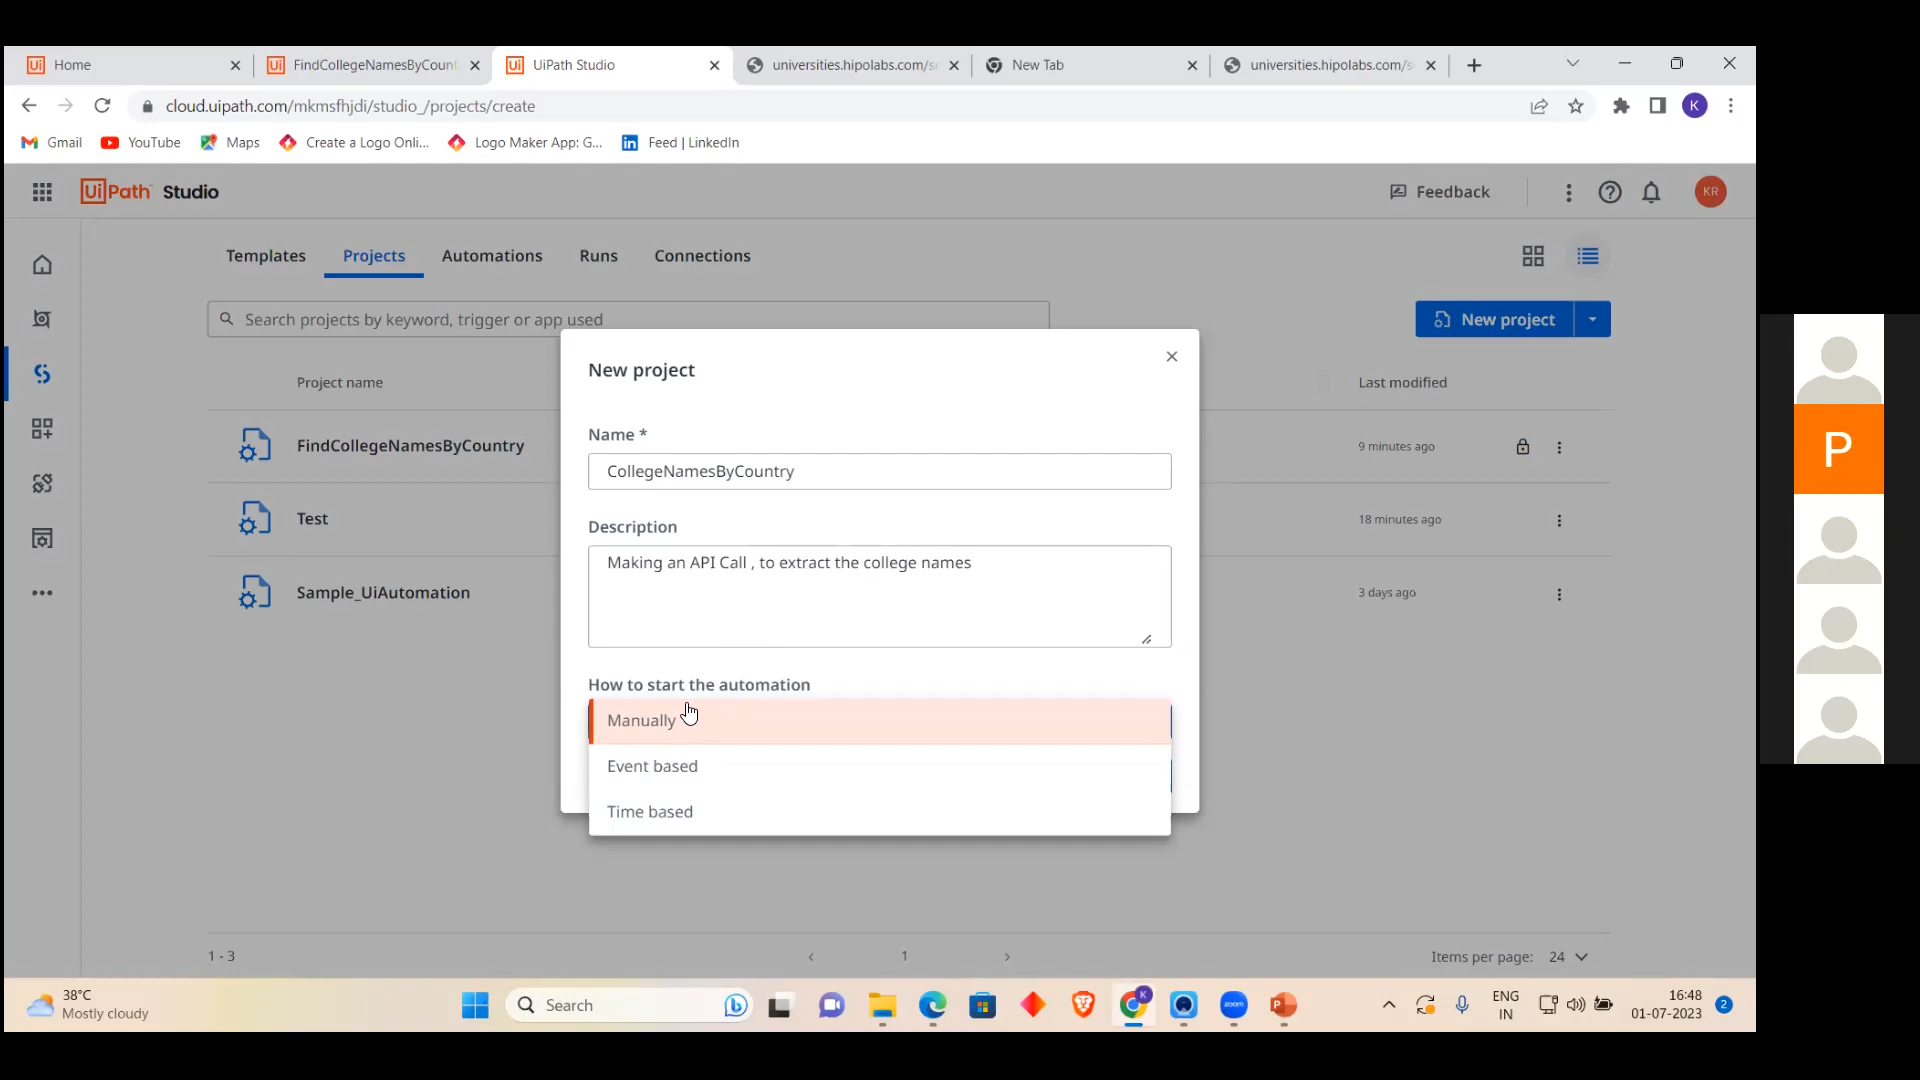 Home
FindCollegeNamesByCount
UiPath Studio
universities.hipolabs.com/s
New Tab
universities.hipolabs.com/s
cloud.uipath.com/mkmsfhjdi/studio_/projects/create
K
Gmail
YouTube
Maps
Create a Logo Onli...
Logo Maker App: G...
Feed | LinkedIn
UiPath Studio
Feedback
KR
Templates
Projects
Automations
Runs
Connections
Search projects by keyword, trigger or app used
New project
Project name
Last modified
FindCollegeNamesByCountry
9 minutes ago
Test
18 minutes ago
Sample_UiAutomation
3 days ago
New project
Name *
CollegeNamesByCountry
Description
Making an API Call , to extract the college names
How to start the automation
Manually
Event based
Time based
1 - 3
1
Items per page: 24
P
38°C
Mostly cloudy
Search
K
zoom
ENG
IN
16:48
01-07-2023
2